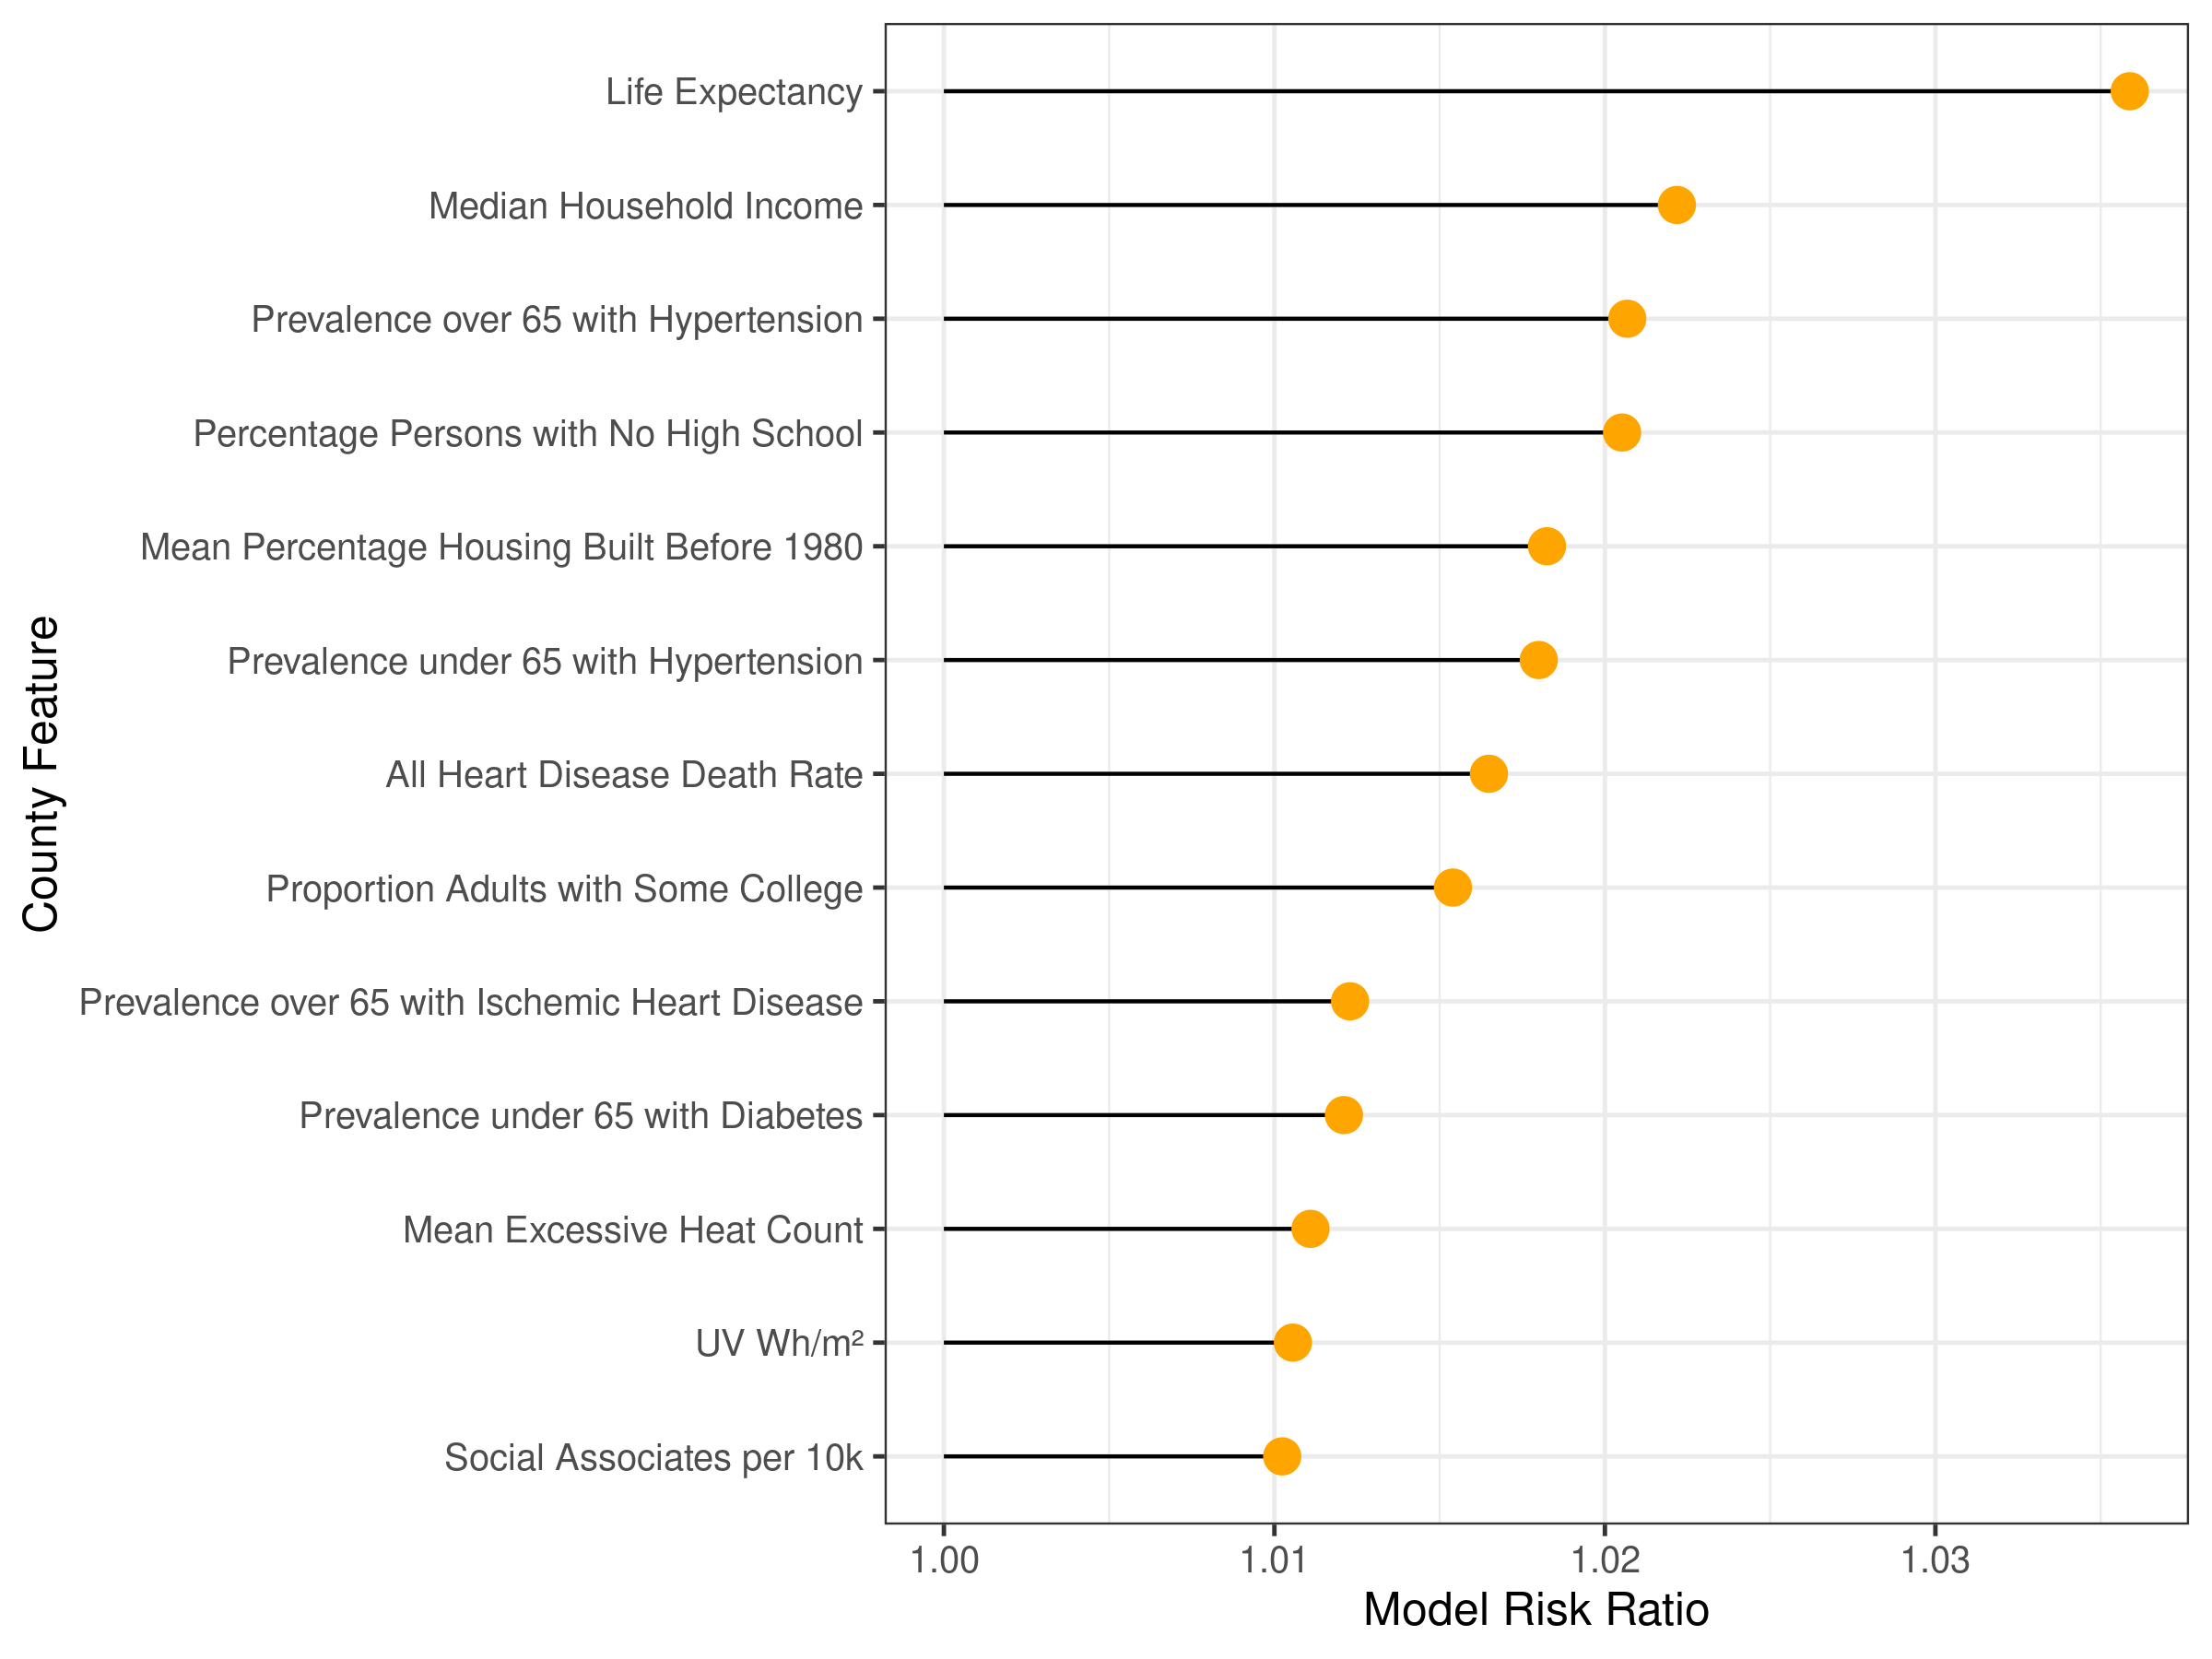 Life Expectancy
Median Household Income
Prevalence over 65 with Hypertension
Percentage Persons with No High School
Mean Percentage Housing Built Before 1980
Prevalence under 65 with Hypertension
All Heart Disease Death Rate
Proportion Adults with Some College
Prevalence over 65 with Ischemic Heart Disease
Prevalence under 65 with Diabetes
Mean Excessive Heat Count
UV Wh/m²
Social Associates per 10k
County Feature
1.00 1.01 1.02 1.03
Model Risk Ratio